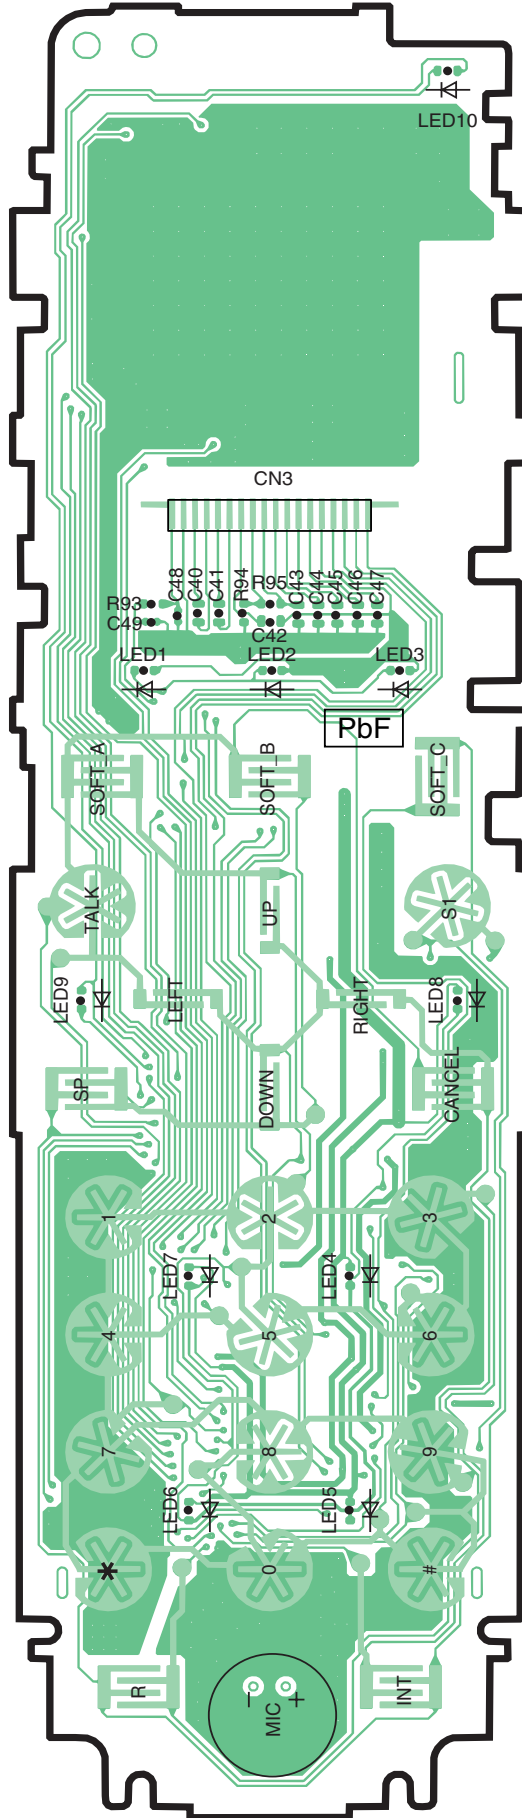 LED10
CN3
R93
C49
C48
C40
C41
R94
R95
C42
C43
C44
C45
C46
C47
LED1
LED2
LED3
PbF
SOFT_A
SOFT_B
SOFT_C
TALK
UP
S1
LED9
LEFT
RIGHT
LED8
SP
DOWN
CANCEL
1
2
3
LED7
LED4
4
5
6
7
8
9
LED6
LED5
*
0
#
R
- +
MIC
INT